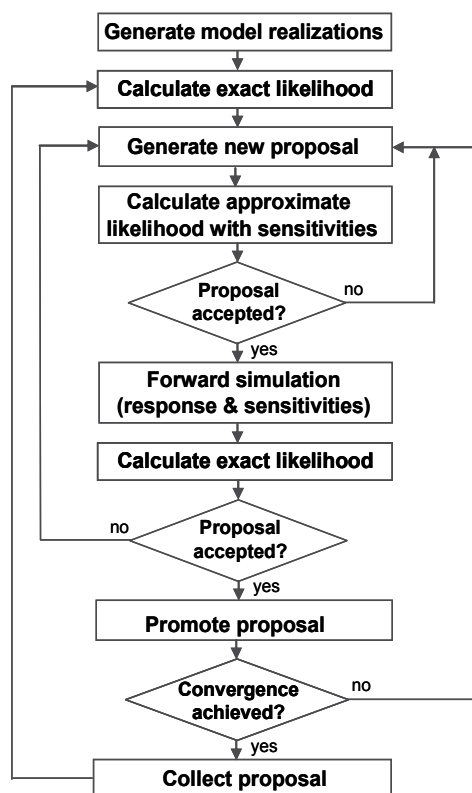 Generate model realizations
Calculate exact likelihood
Generate new proposal
Calculate approximate
likelihood with sensitivities
Proposal
accepted?
no
yes
Forward simulation
(response & sensitivities)
Calculate exact likelihood
Proposal
accepted?
no
yes
Promote proposal
Convergence
achieved?
no
yes
Collect proposal